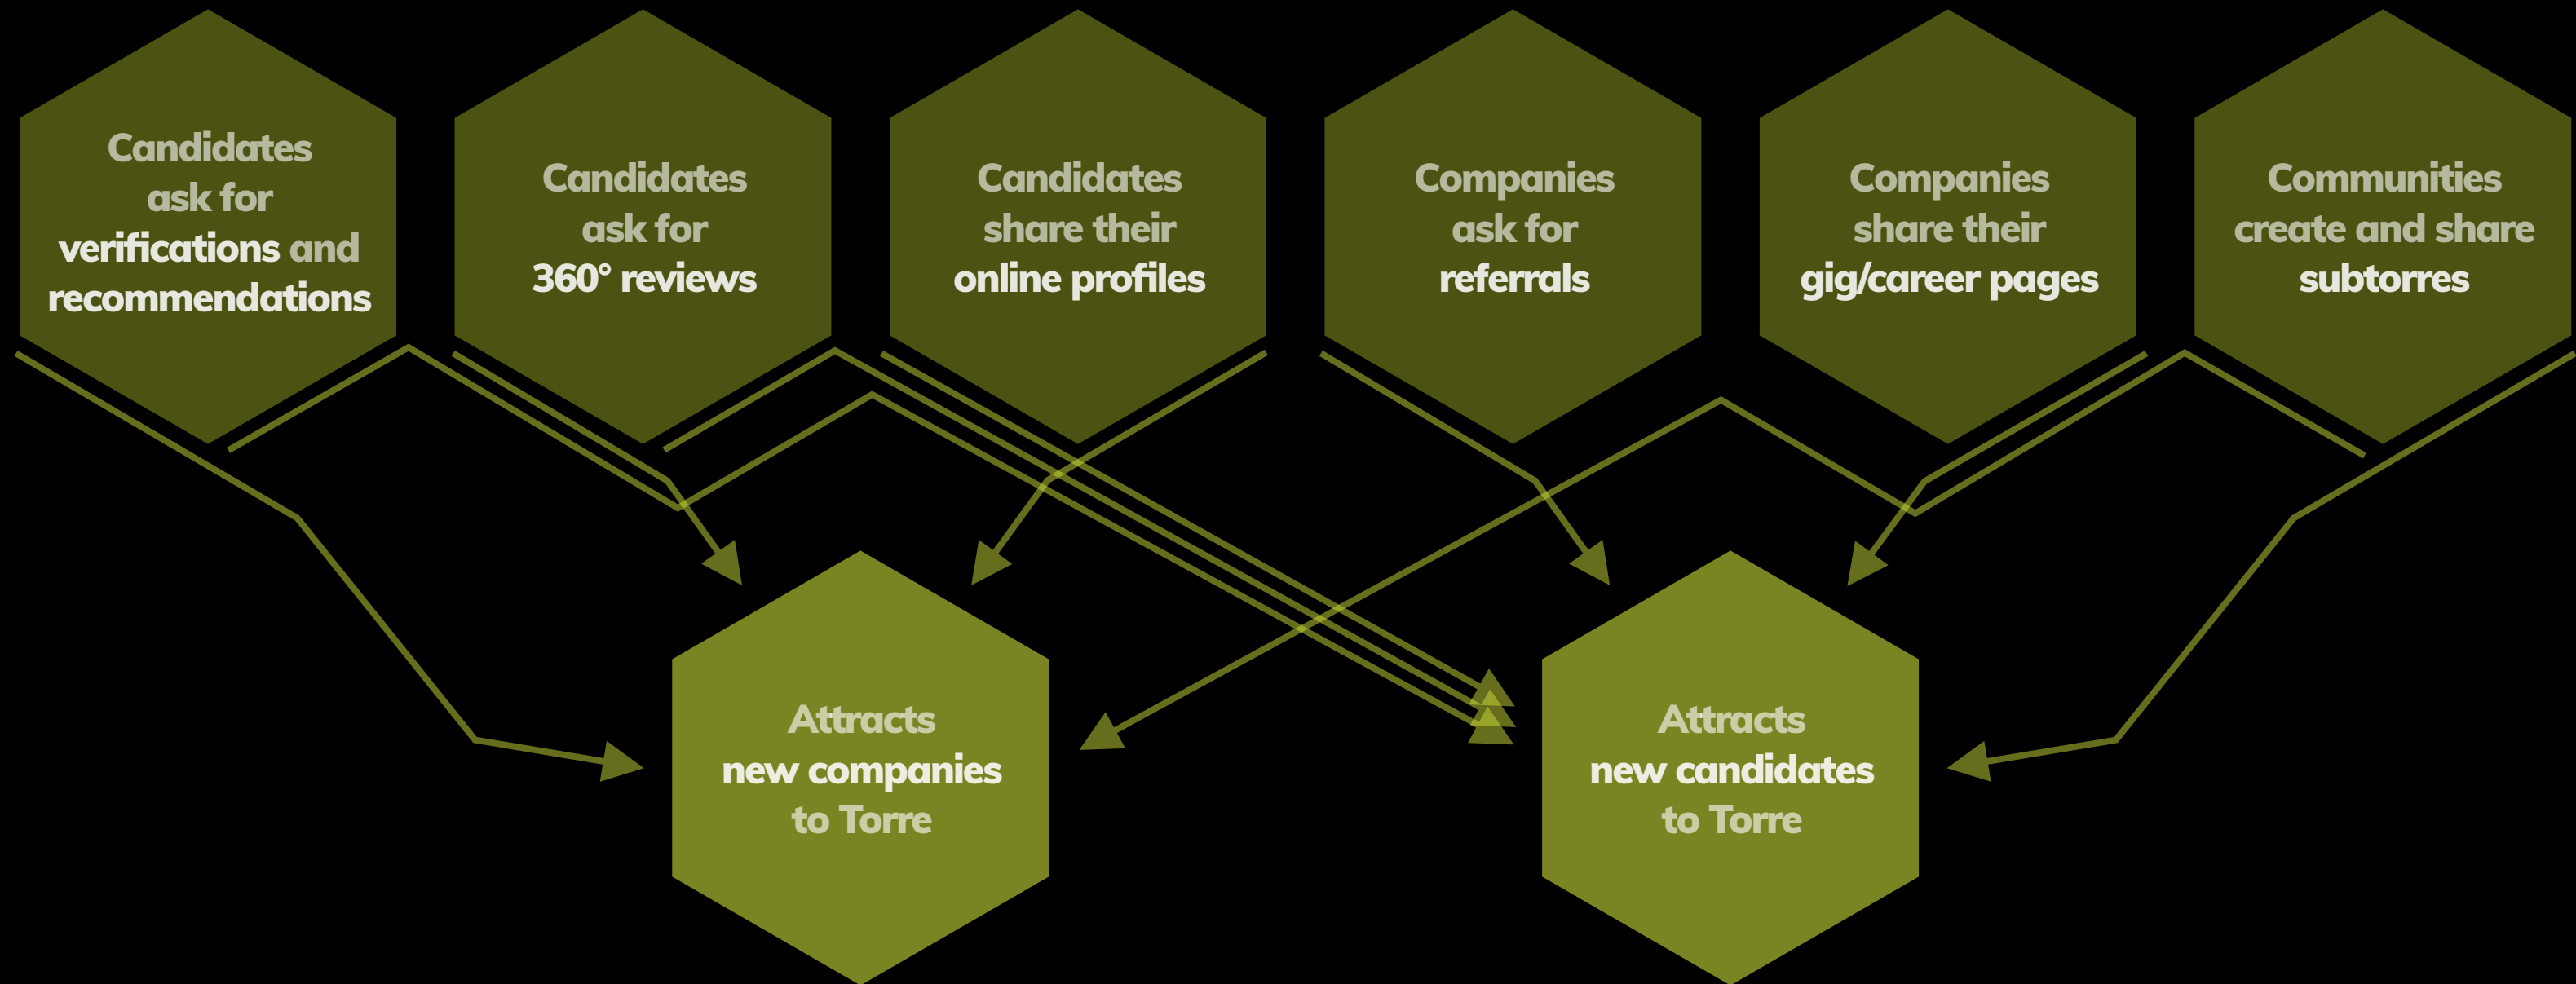 Candidates
ask for
verifications and
recommendations
Candidates
ask for
360° reviews
Candidates
share their
online profiles
Companies
ask for
referrals
Companies
share their
gig/career pages
Communities
create and share
subtorres
Attracts
new companies
to Torre
Attracts
new candidates
to Torre